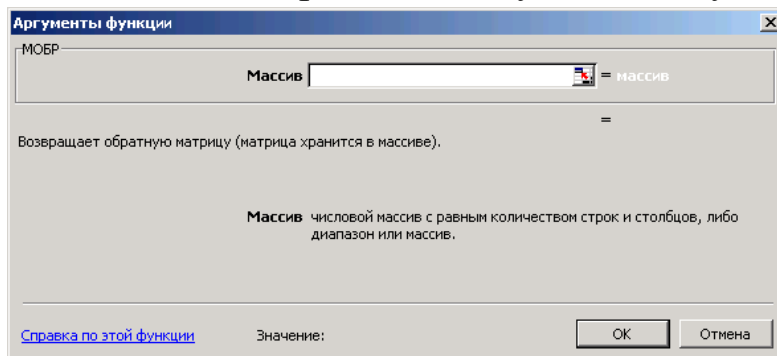 Аргументы функции
МОБР
Массив = массив
=
Возвращает обратную матрицу (матрица хранится в массиве).
Массив числовой массив с равным количеством строк и столбцов, либо
диапазон или массив.
Справка по этой функции Значение: ОК Отмена